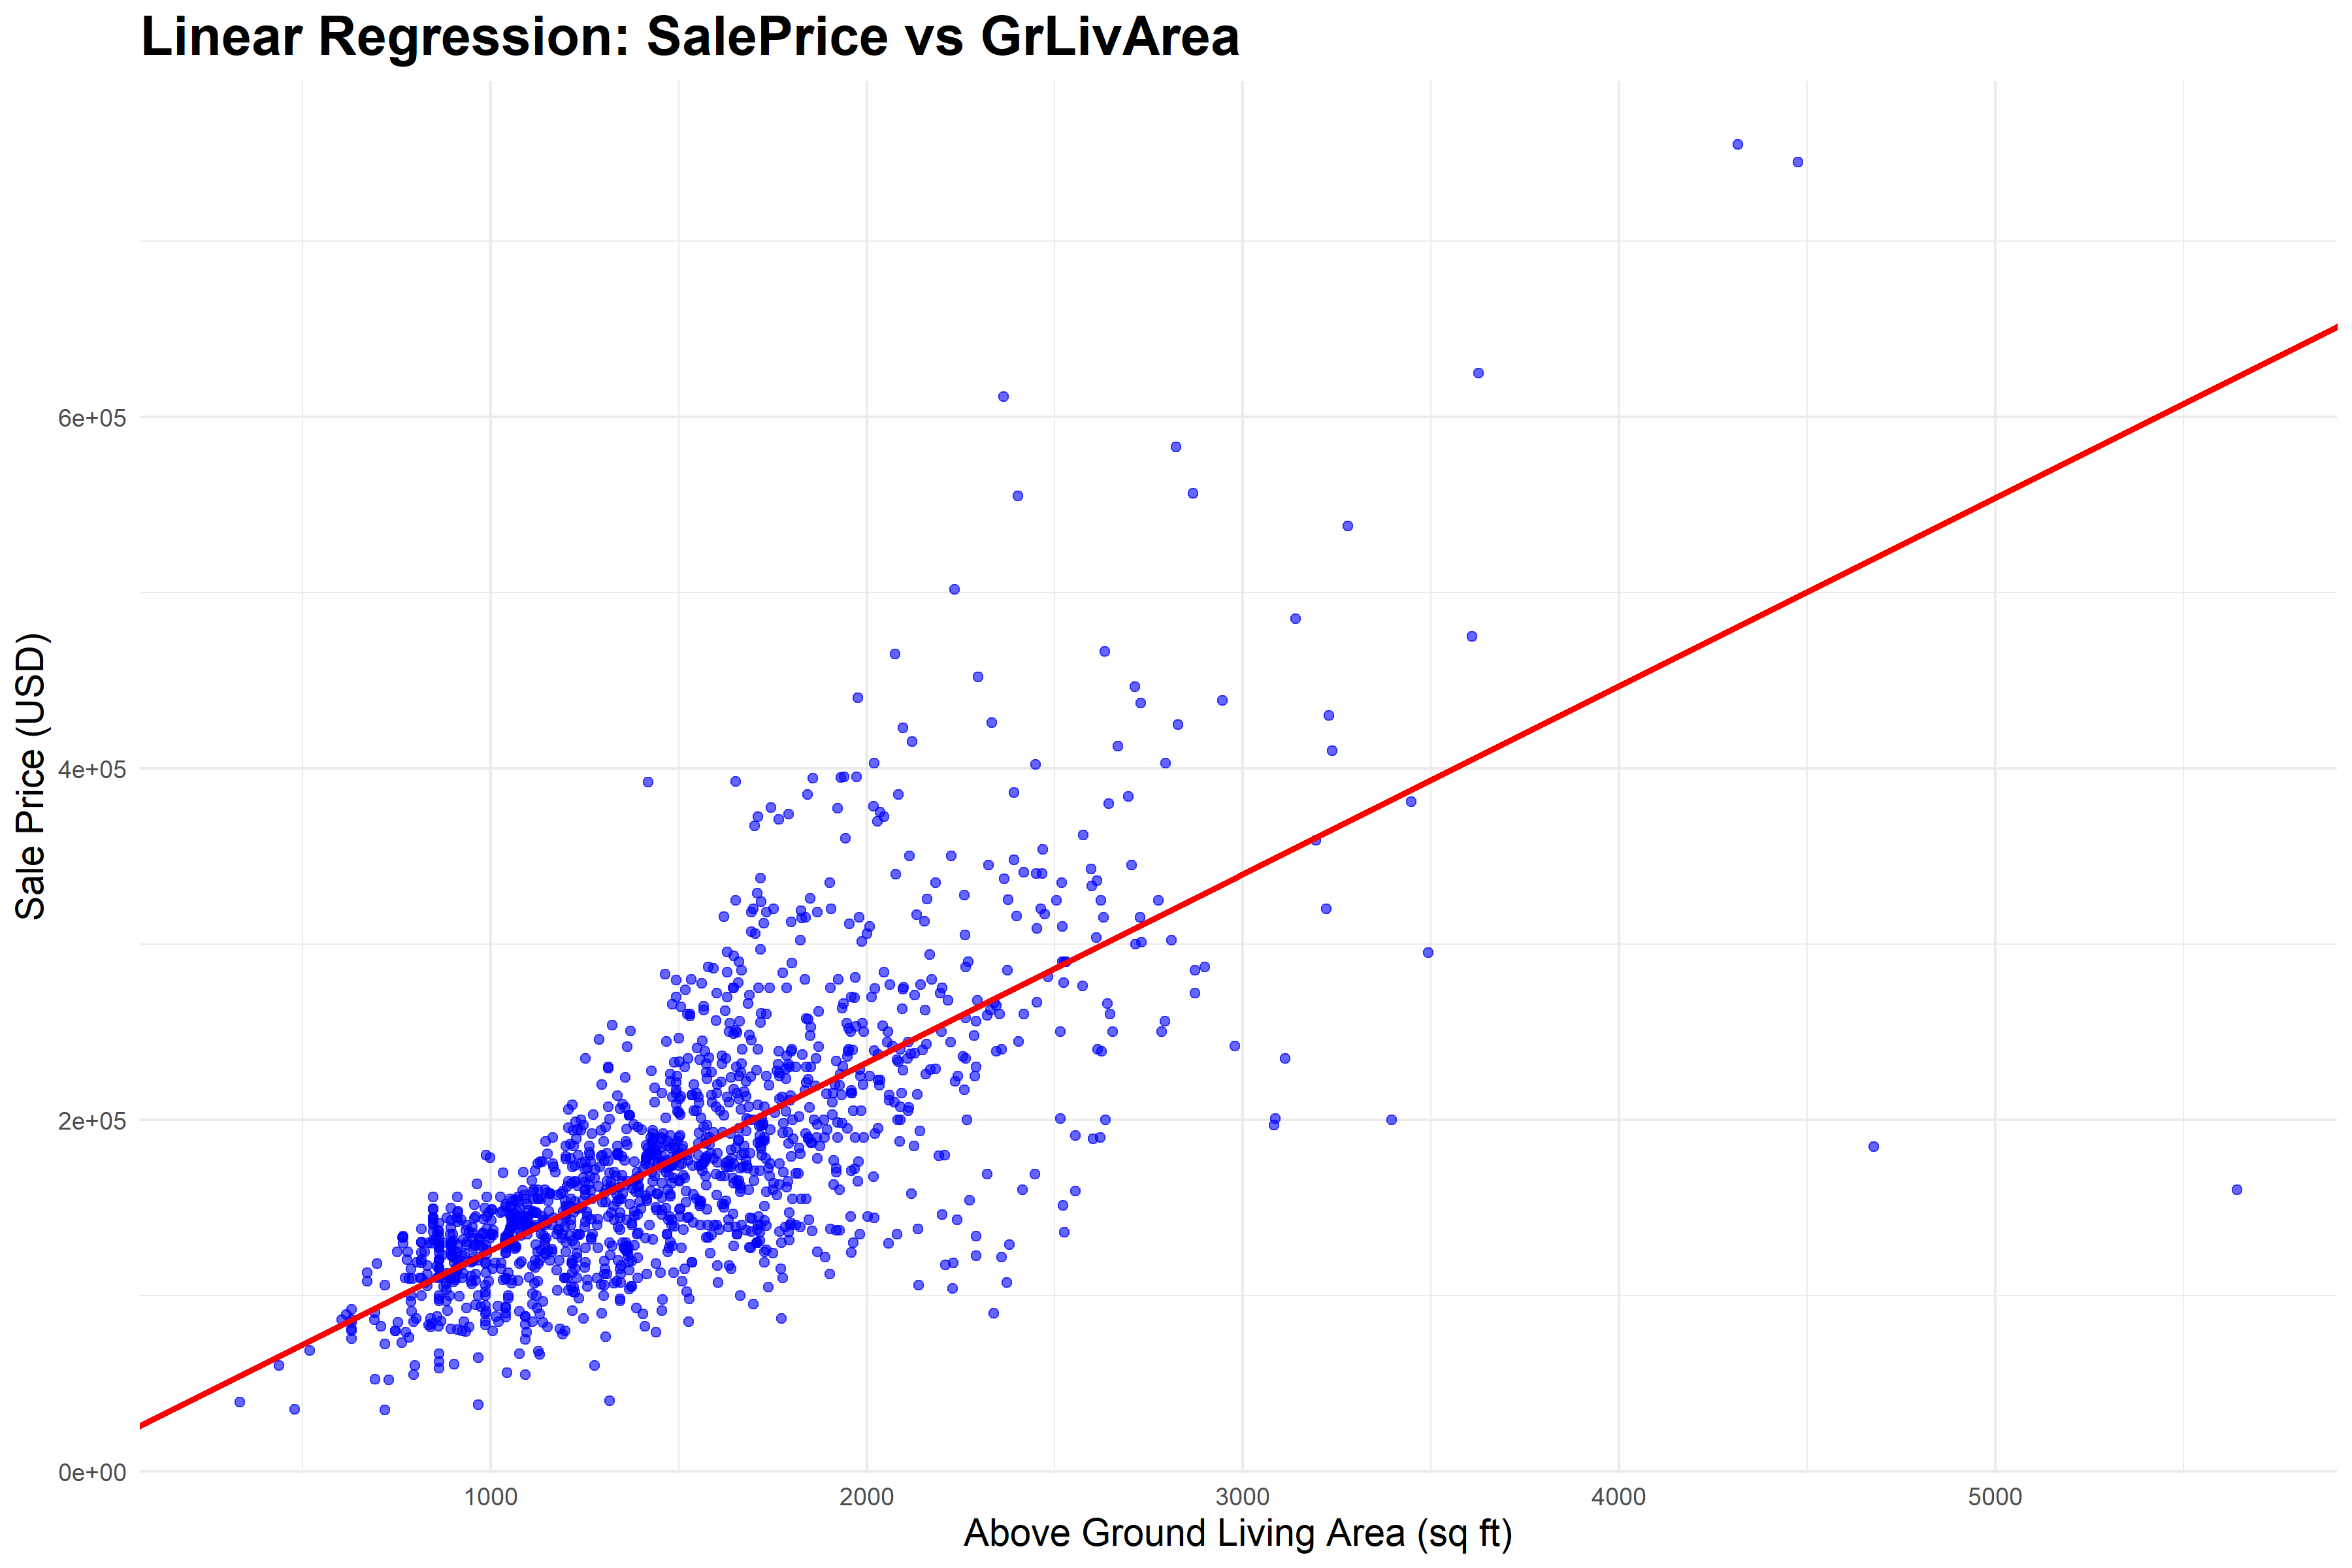 Linear Regression: SalePrice vs GrLivArea
Sale Price (USD)
6e+05
4e+05
2e+05
0e+00
1000 2000 3000 4000 5000
Above Ground Living Area (sq ft)